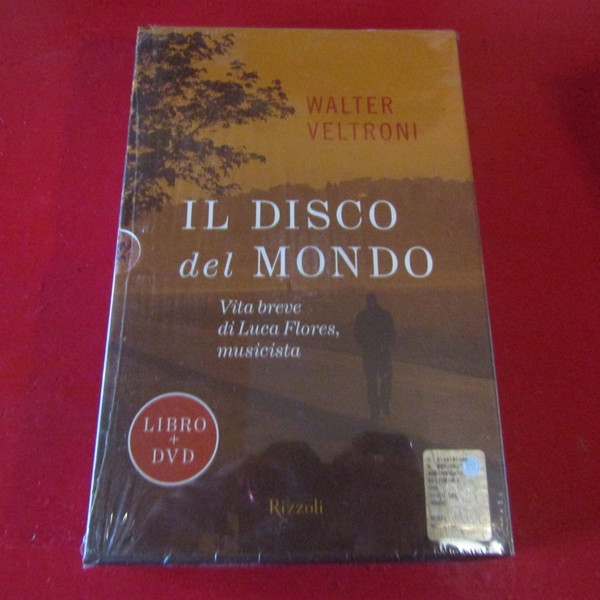 WALTER
VELTRONI
IL DISCO
del MONDO
Vita breve
di Luca Flores,
musicista
LIBRO
+
DVD
Rizzoli